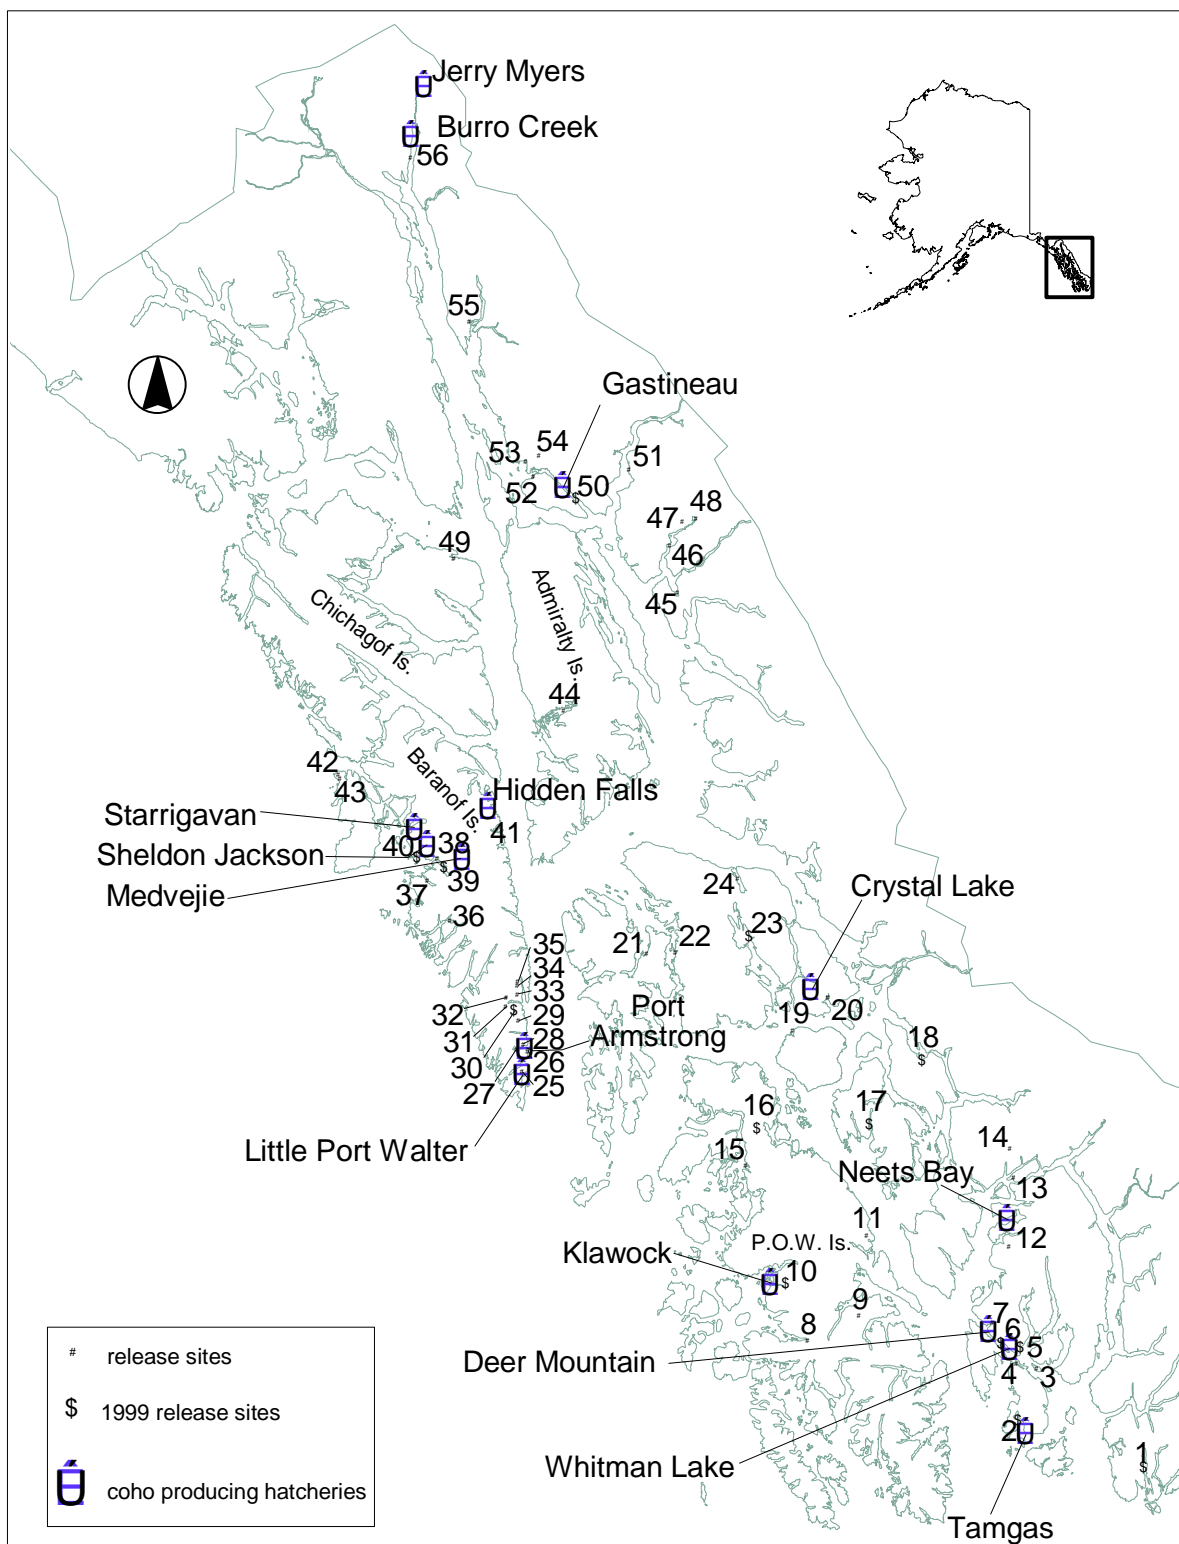 Jerry Myers
Burro Creek
56
55
Gastineau
54
53
51
50
52
48
47
49
46
45
Admiralty Is.
Chichagof Is.
44
42
43
Baranof Is.
Hidden Falls
Starrigavan
41
40
38
Sheldon Jackson
39
Medvejie
37
36
24
Crystal Lake
23
22
21
35
34
33
32
Port
Armstrong
20
19
29
31
28
18
30
26
27
25
17
16
15
14
Little Port Walter
Neets Bay
13
11
12
P.O.W. Is.
Klawock
10
9
8
7
6
5
4
3
Deer Mountain
2
1
Whitman Lake
Tamgas
# release sites
$ 1999 release sites
coho producing hatcheries